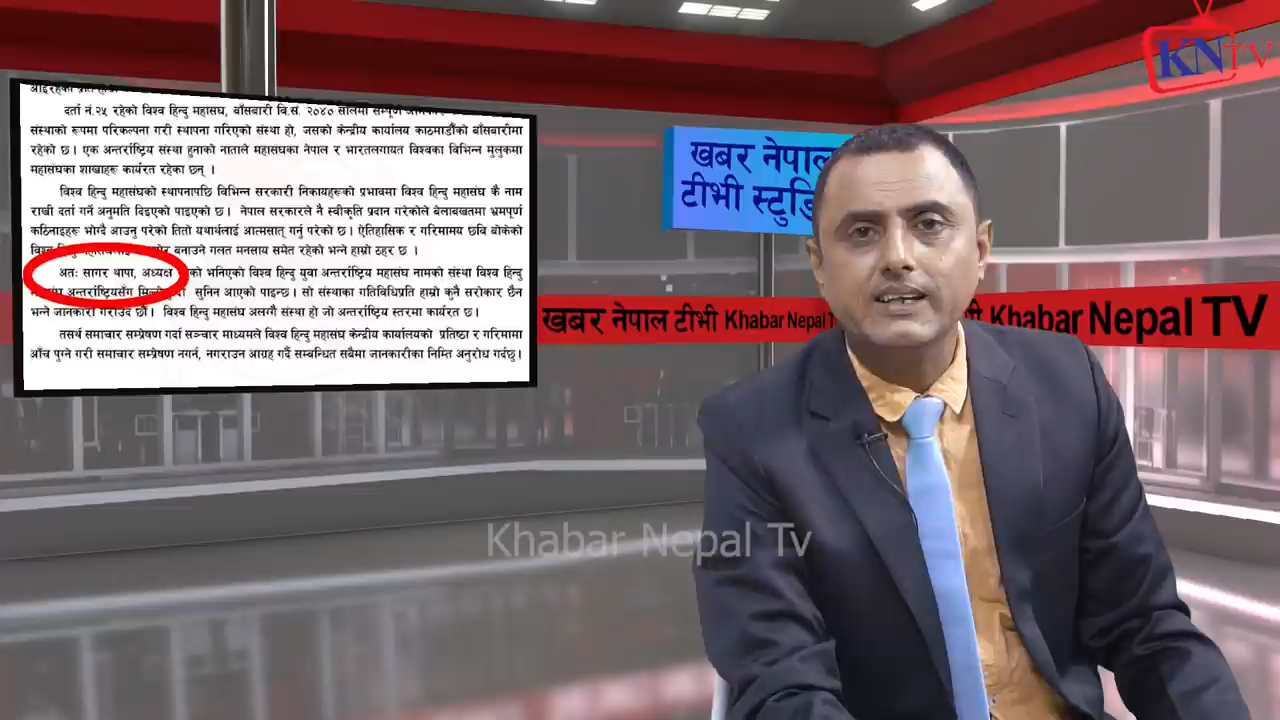 दर्ता नं.२५ रहेको विश्व हिन्दु महासंघ, बाँसबारी वि.सं. २०४० सालमा सम्पूर्ण
संस्थाको रूपमा परिकल्पना गरी स्थापना गरिएको संस्था हो, जसको केन्द्रीय कार्यालय काठमाडौंको बाँसबारीमा
रहेको छ । एक अन्तर्राष्ट्रिय संस्था हुनाको नाताले महासंघका नेपाल र भारतलगायत विश्वका विभिन्न मुलुकमा
महासंघका शाखाहरू कार्यरत रहेका छन् ।
विश्व हिन्दु महासंघको स्थापनापछि विभिन्न सरकारी निकायहरूको प्रभावमा विश्व हिन्दु महासंघ कै नाम
राखी दर्ता गर्ने अनुमति दिइएको पाइएको छ । नेपाल सरकारले नै स्वीकृति प्रदान गरेकोले बेलाबखतमा भ्रमपूर्ण
कठिनाइहरू भोग्दै आउनु परेको तितो यथार्थलाई आत्मसात् गर्नु परेको छ । ऐतिहासिक र गरिमामय छवि बोकेको
विश्व बनाउने गलत मनसाय समेत रहेको भन्ने हाम्रो ठहर छ ।
अतः सागर थापा, अध्यक्ष भनिएको विश्व हिन्दु युवा अन्तर्राष्ट्रिय महासंघ नामको संस्था विश्व हिन्दु
अन्तर्राष्ट्रियसँग सुनिन आएको पाइन्छ । सो संस्थाका गतिविधिप्रति हाम्रो कुनै सरोकार छैन
भन्ने जानकारी गराउँदै छौं । विश्व हिन्दु महासंघ अलग्गै संस्था हो जो अन्तर्राष्ट्रिय स्तरमा कार्यरत छ ।
तसर्थ समाचार सम्प्रेषण गर्दा सञ्चार माध्यमले विश्व हिन्दु महासंघ केन्द्रीय कार्यालयको प्रतिष्ठा र गरिमामा
आँच पुग्ने गरी समाचार सम्प्रेषण नगर्न, नगराउन आग्रह गर्दै सम्बन्धित सबैमा जानकारीका निम्ति अनुरोध गर्दछु।
KNTV
खबर नेपाल
टीभी स्टुडि
खबर नेपाल टीभी Khabar Nepal T
Khabar Nepal TV
Khabar Nepal Tv